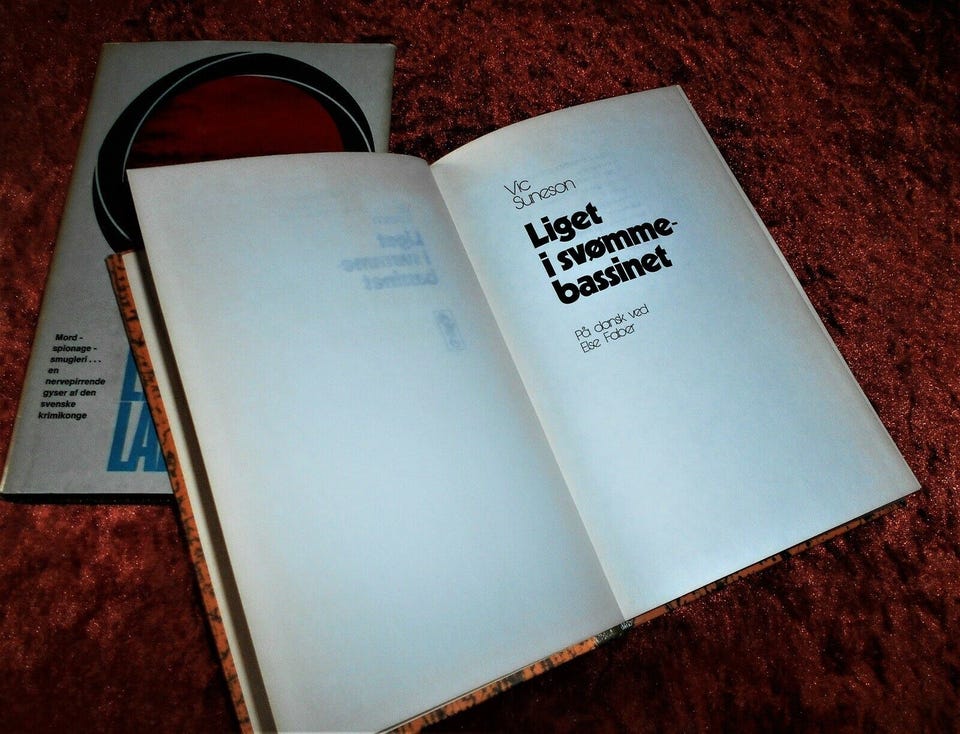 Vic
Suneson
Liget
i svømme-
bassinet
På dansk ved
Else Faber
Mord -
spionage -
smugleri...
en
nervepirrende
gyser af den
svenske
krimikonge